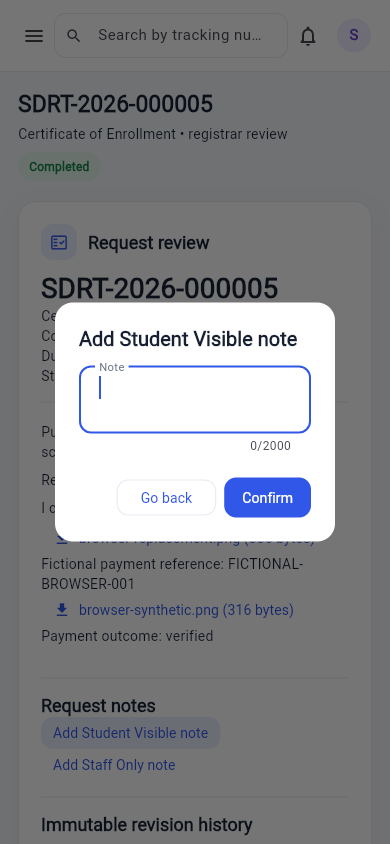 Search by tracking nu…
S
SDRT-2026-000005
Certificate of Enrollment • registrar review
Completed
Request review
SDRT-2026-000005
Add Student Visible note
Note
0/2000
Go back
Confirm
Fictional payment reference: FICTIONAL-
BROWSER-001
browser-synthetic.png (316 bytes)
Payment outcome: verified
Request notes
Add Student Visible note
Add Staff Only note
Immutable revision history